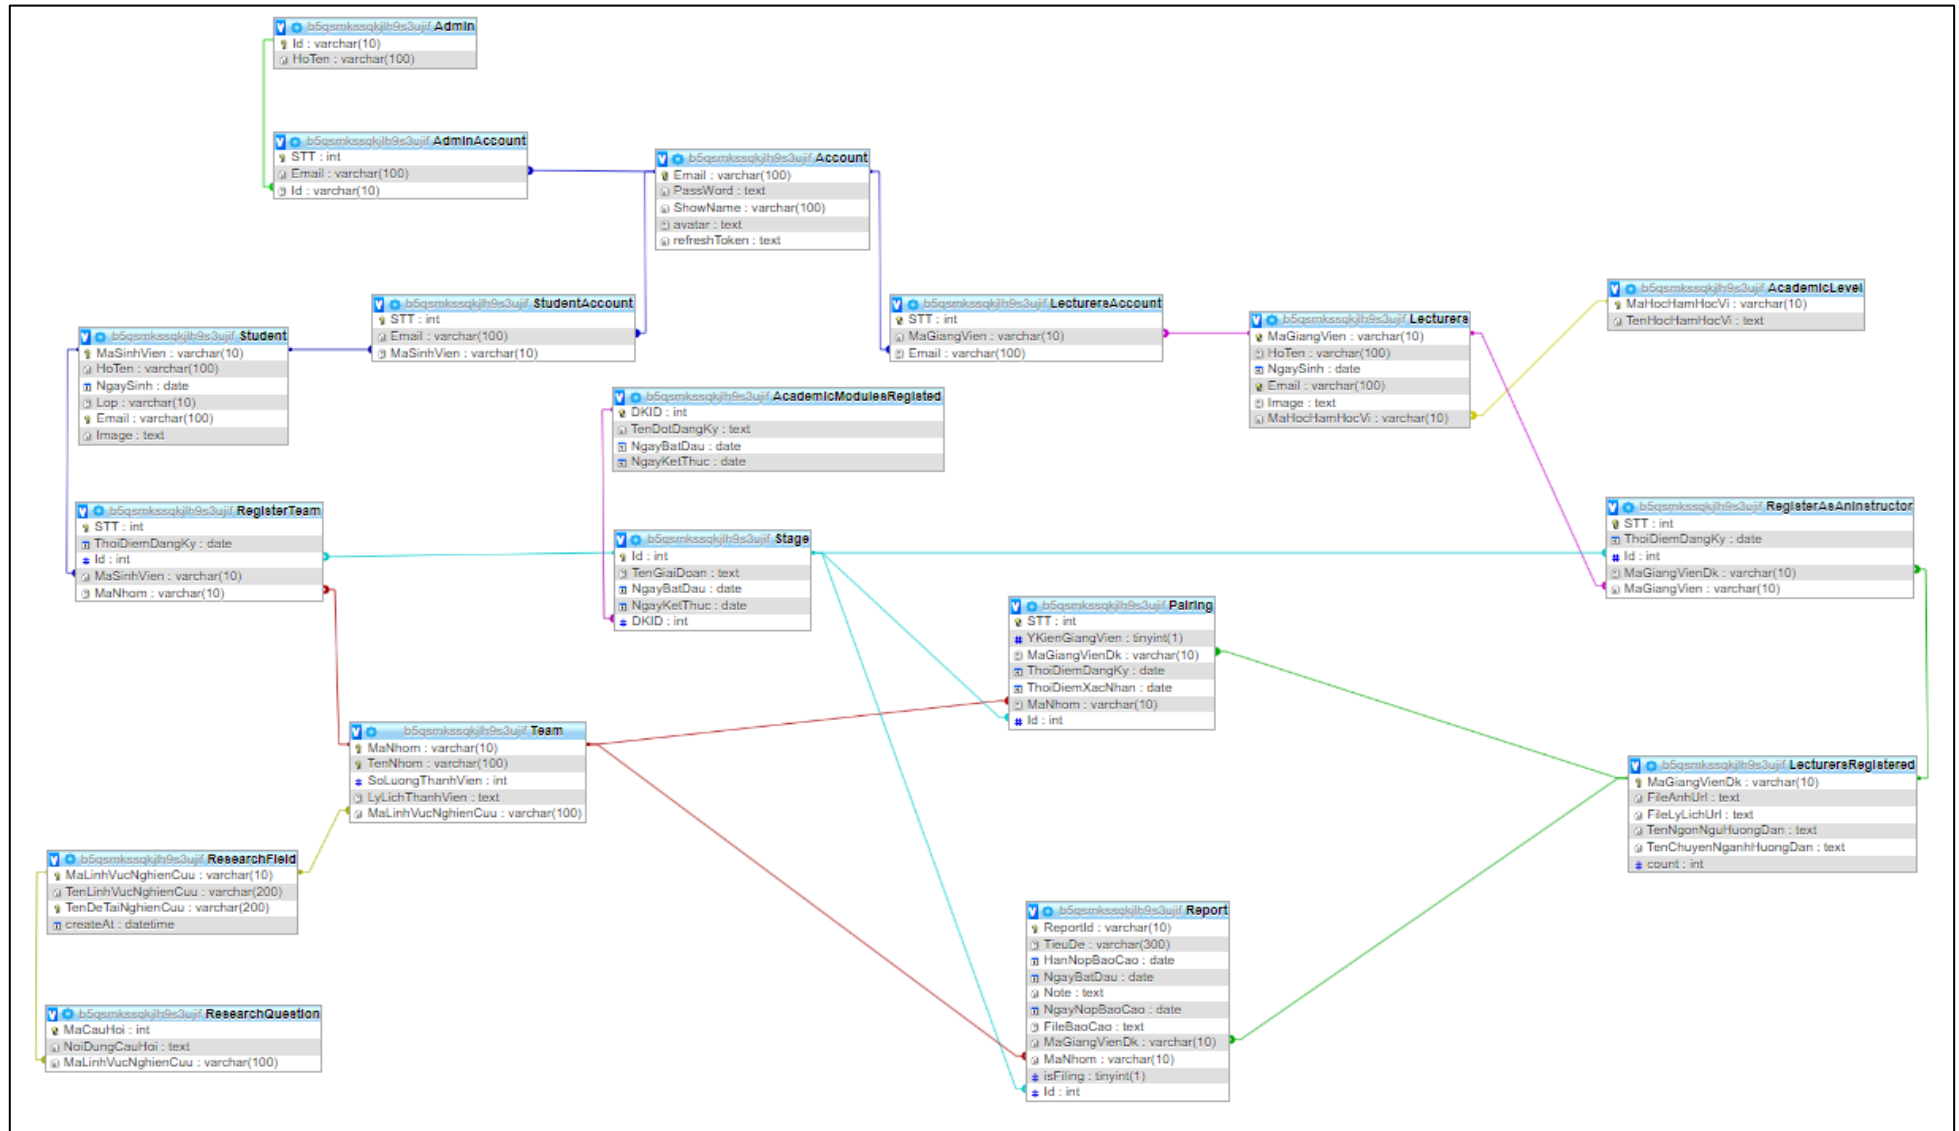 b5qsmkssqkjlh9s3ujif Admin
Id : varchar(10)
HoTen : varchar(100)
b5qsmkssqkjlh9s3ujif AdminAccount
STT : int
Email : varchar(100)
Id : varchar(10)
b5qsmkssqkjlh9s3ujif Account
Email : varchar(100)
PassWord : text
ShowName : varchar(100)
avatar : text
refreshToken : text
b5qsmkssqkjlh9s3ujif StudentAccount
STT : int
Email : varchar(100)
MaSinhVien : varchar(10)
b5qsmkssqkjlh9s3ujif LecturersAccount
STT : int
MaGiangVien : varchar(10)
Email : varchar(100)
b5qsmkssqkjlh9s3ujif AcademicLevel
MaHocHamHocVi : varchar(10)
TenHocHamHocVi : text
b5qsmkssqkjlh9s3ujif Lecturers
MaGiangVien : varchar(10)
HoTen : varchar(100)
NgaySinh : date
Email : varchar(100)
Image : text
MaHocHamHocVi : varchar(10)
b5qsmkssqkjlh9s3ujif Student
MaSinhVien : varchar(10)
HoTen : varchar(100)
NgaySinh : date
Lop : varchar(10)
Email : varchar(100)
Image : text
b5qsmkssqkjlh9s3ujif AcademicModulesRegisted
DKID : int
TenDotDangKy : text
NgayBatDau : date
NgayKetThuc : date
b5qsmkssqkjlh9s3ujif RegisterTeam
STT : int
ThoiDiemDangKy : date
Id : int
MaSinhVien : varchar(10)
MaNhom : varchar(10)
b5qsmkssqkjlh9s3ujif Stage
Id : int
TenGiaiDoan : text
NgayBatDau : date
NgayKetThuc : date
DKID : int
b5qsmkssqkjlh9s3ujif RegisterAsAnInstructor
STT : int
ThoiDiemDangKy : date
Id : int
MaGiangVienDk : varchar(10)
MaGiangVien : varchar(10)
b5qsmkssqkjlh9s3ujif Pairing
STT : int
YKienGiangVien : tinyint(1)
MaGiangVienDk : varchar(10)
ThoiDiemDangKy : date
ThoiDiemXacNhan : date
MaNhom : varchar(10)
Id : int
b5qsmkssqkjlh9s3ujif Team
MaNhom : varchar(10)
TenNhom : varchar(100)
SoLuongThanhVien : int
LyLichThanhVien : text
MaLinhVucNghienCuu : varchar(100)
b5qsmkssqkjlh9s3ujif LecturersRegistered
MaGiangVienDk : varchar(10)
FileAnhUrl : text
FileLyLichUrl : text
TenNgonNguHuongDan : text
TenChuyenNganhHuongDan : text
count : int
b5qsmkssqkjlh9s3ujif ResearchField
MaLinhVucNghienCuu : varchar(10)
TenLinhVucNghienCuu : varchar(200)
TenDeTaiNghienCuu : varchar(200)
createAt : datetime
b5qsmkssqkjlh9s3ujif Report
ReportId : varchar(10)
TieuDe : varchar(300)
HanNopBaoCao : date
NgayBatDau : date
Note : text
NgayNopBaoCao : date
FileBaoCao : text
MaGiangVienDk : varchar(10)
MaNhom : varchar(10)
isFiling : tinyint(1)
Id : int
b5qsmkssqkjlh9s3ujif ResearchQuestion
MaCauHoi : int
NoiDungCauHoi : text
MaLinhVucNghienCuu : varchar(100)